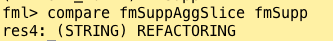 fml> compare fmSuppAggSlice fmSupp
res4: (STRING) REFACTORING